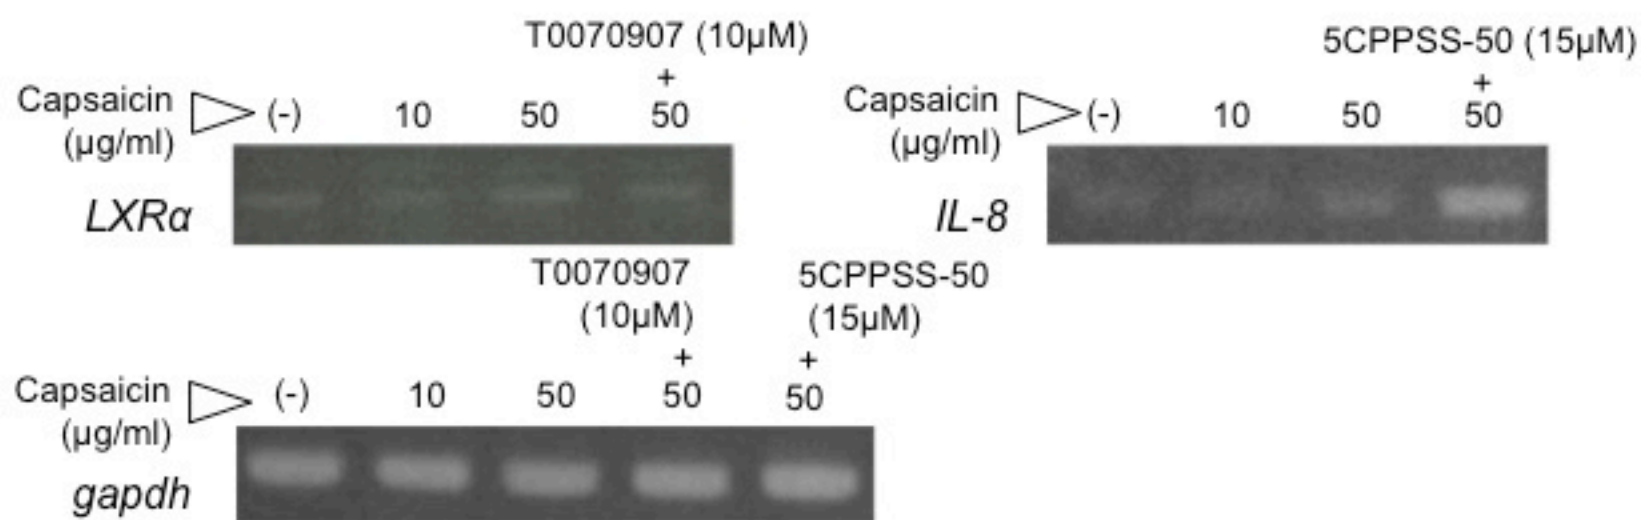 T0070907 (10µM)
+
Capsaicin (-) 10 50 50
(µg/ml)
LXRα
5CPPSS-50 (15µM)
+
Capsaicin (-) 10 50 50
(µg/ml)
IL-8
T0070907 5CPPSS-50
(10µM) (15µM)
+ +
Capsaicin (-) 10 50 50 50
(µg/ml)
gapdh